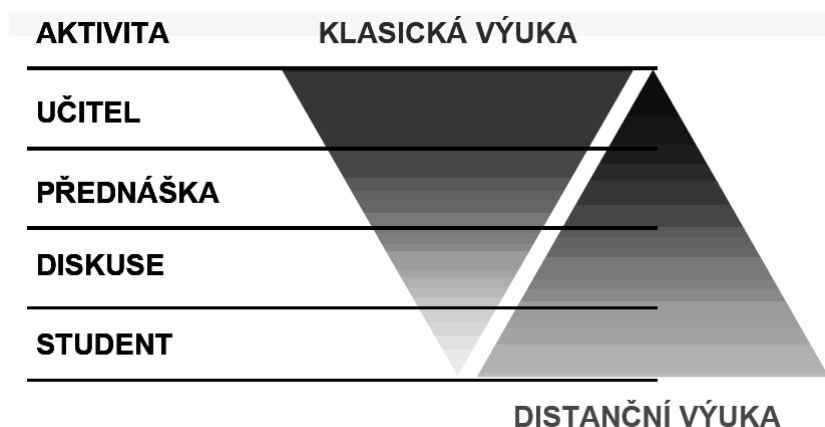 AKTIVITA KLASICKÁ VÝUKA
UČITEL
PŘEDNÁŠKA
DISKUSE
STUDENT
DISTANČNÍ VÝUKA